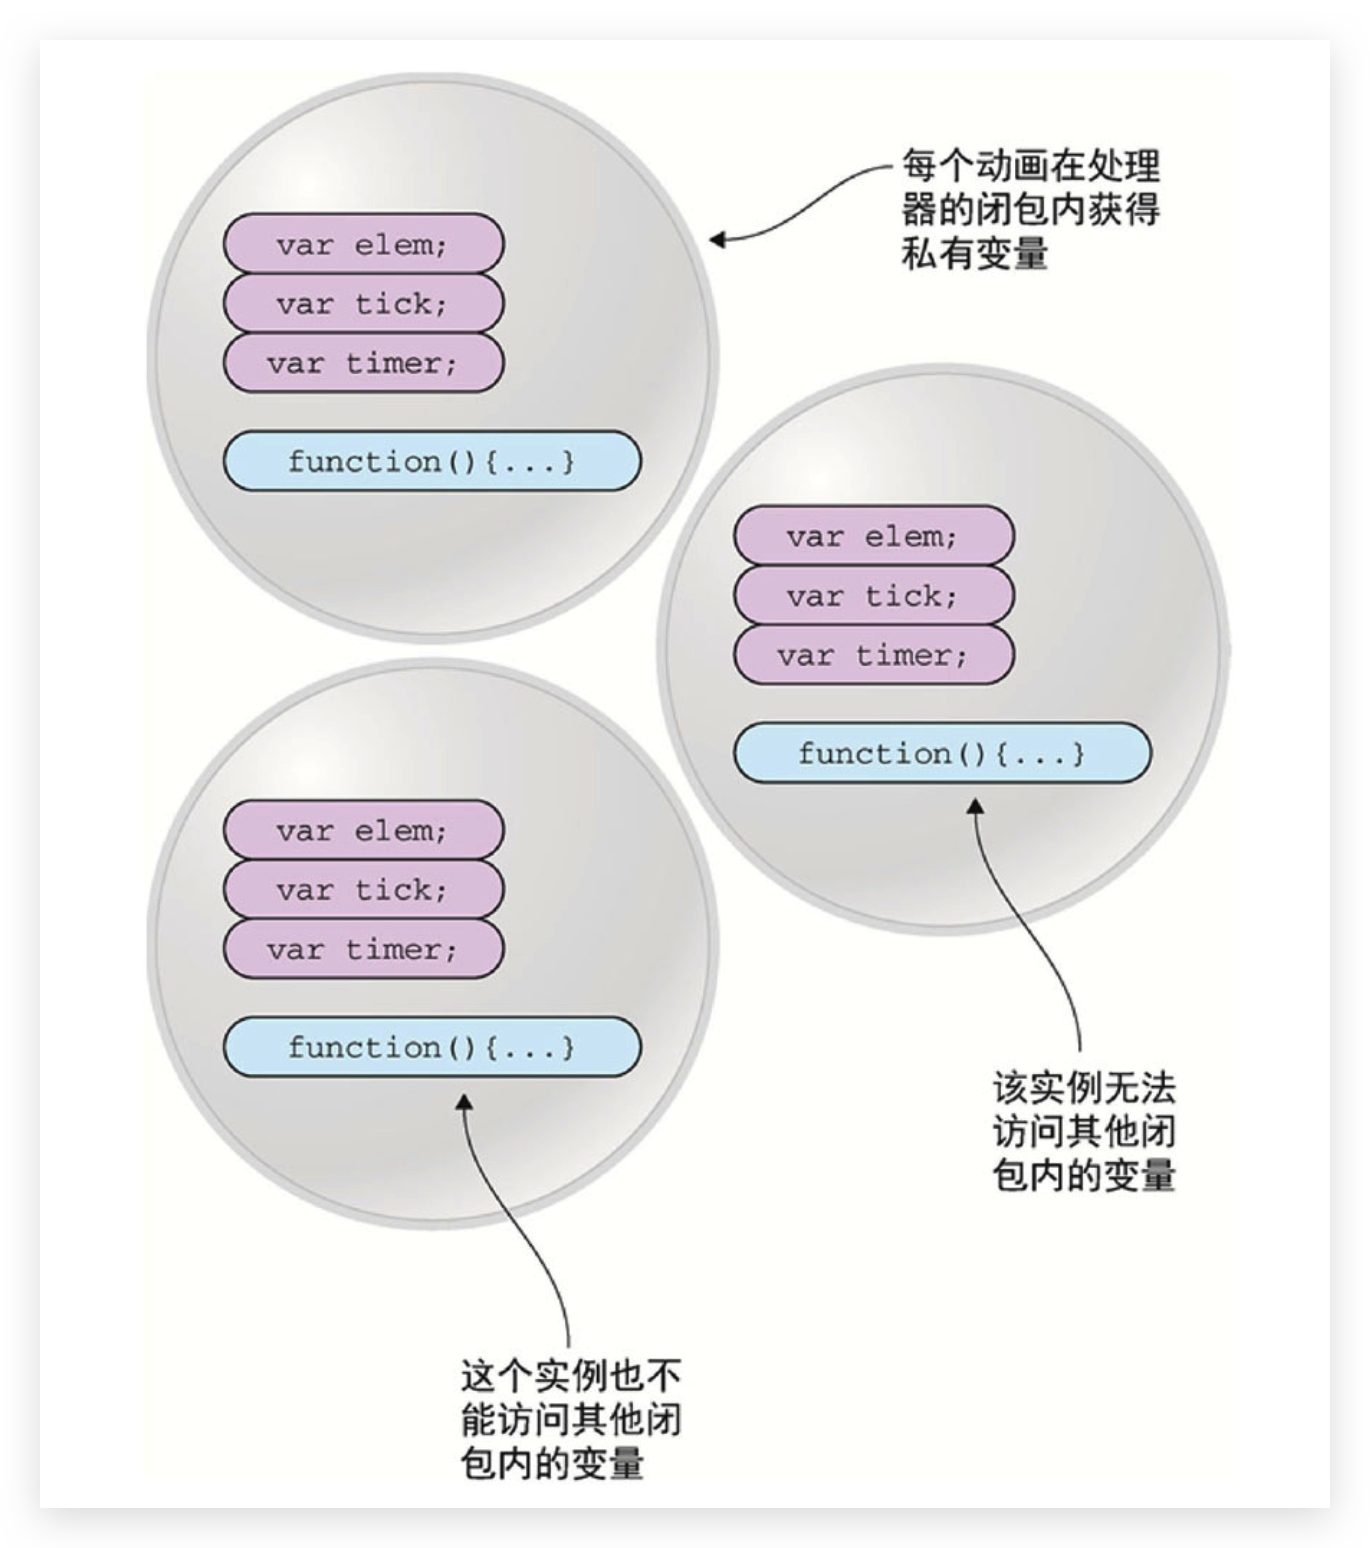 每个动画在处理
器的闭包内获得
私有变量
var elem;
var tick;
var timer;
function(){...}
var elem;
var tick;
var timer;
function(){...}
该实例无法
访问其他闭
包内的变量
var elem;
var tick;
var timer;
function(){...}
这个实例也不
能访问其他闭
包内的变量